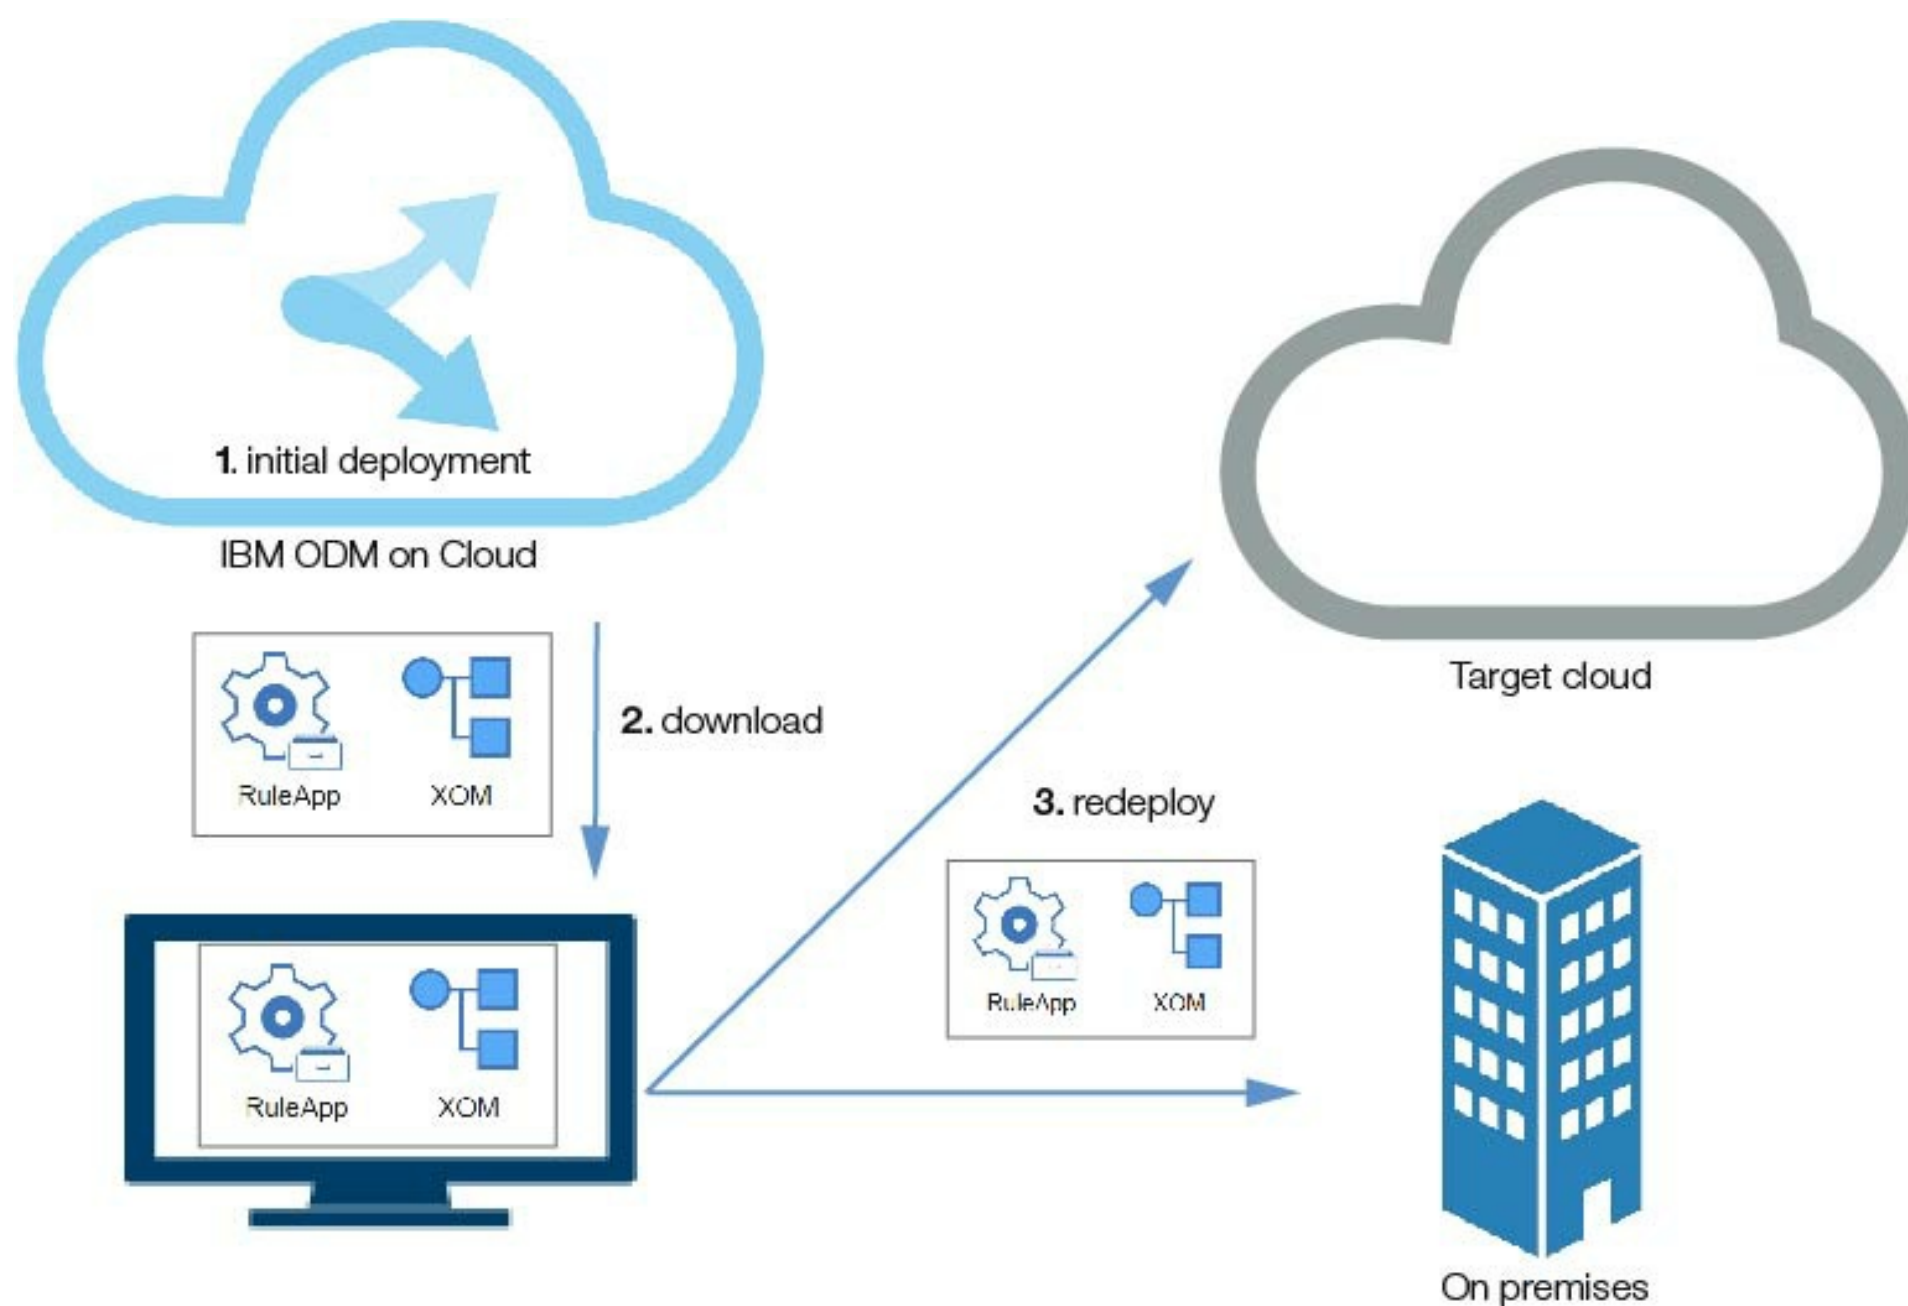 1. initial deployment
IBM ODM on Cloud
Target cloud
RuleApp XOM
2. download
3. redeploy
RuleApp XOM
RuleApp XOM
On premises